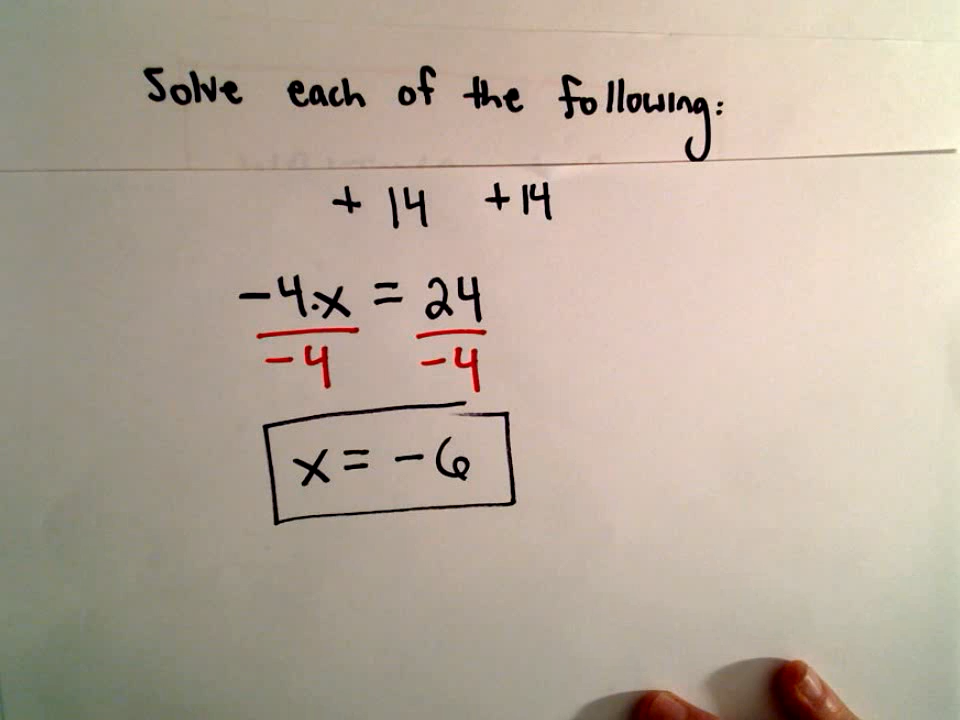 Solve each of the following:
+ 14 +14
-4·x = 24
-4 -4
x = -6